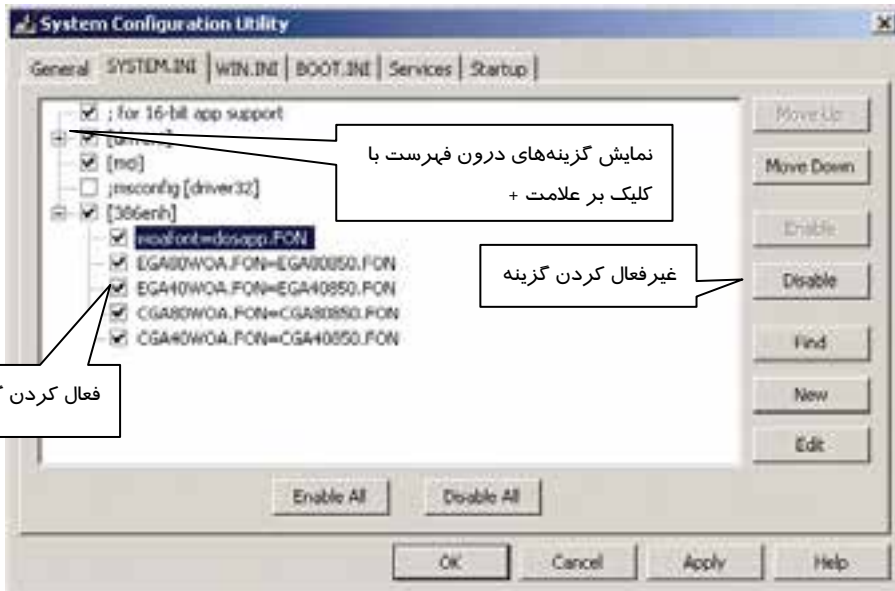 System Configuration Utility
General SYSTEM.INI WIN.INI BOOT.INI Services Startup
; for 16-bit app support
نمایش گزینه‌های درون فهرست با
کلیک بر علامت +
[mci]
;msconfig [driver32]
[386enh]
woafont=dosapp.FON
EGA80WOA.FON=EGA80850.FON
EGA40WOA.FON=EGA40850.FON
CGA80WOA.FON=CGA80850.FON
CGA40WOA.FON=CGA40850.FON
غیرفعال کردن گزینه
فعال کردن
Move Up
Move Down
Enable
Disable
Find
New
Edit
Enable All Disable All
OK Cancel Apply Help